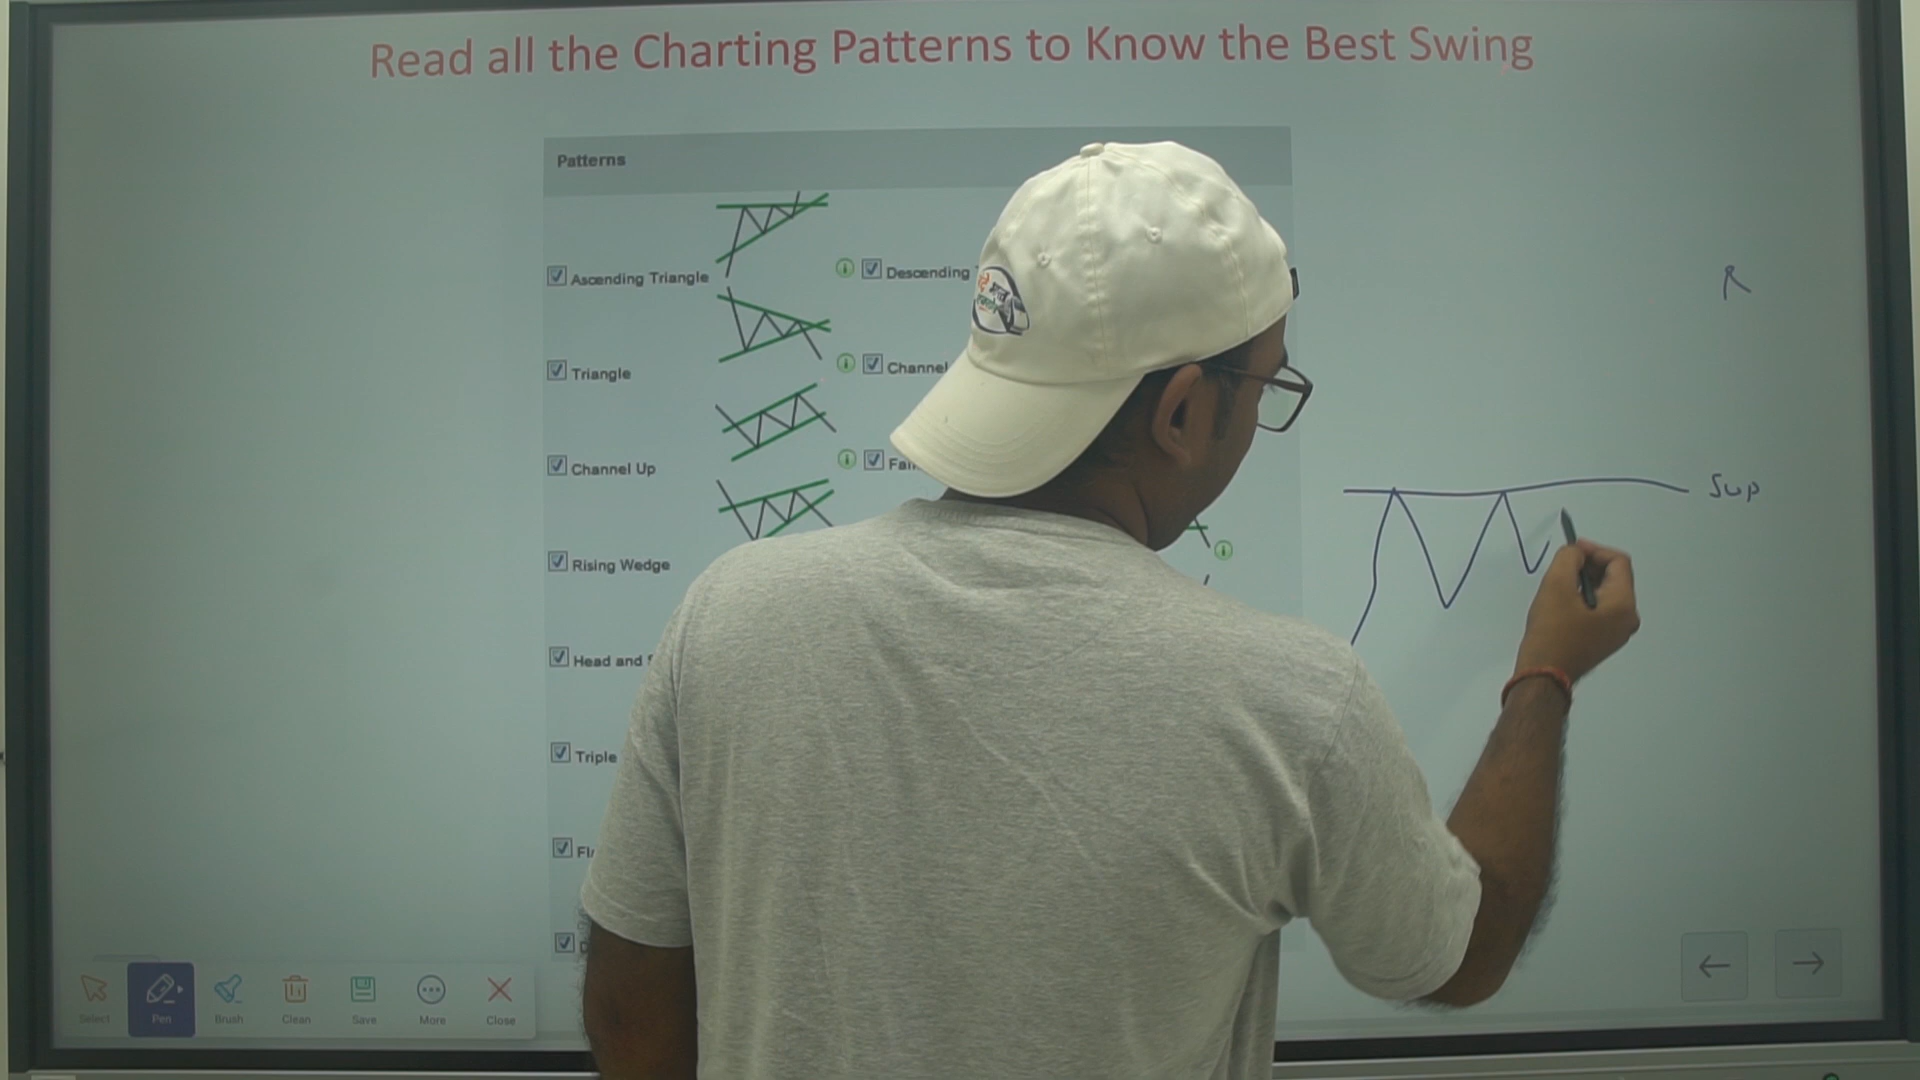 Read all the Charting Patterns to Know the Best Swing
Patterns
Ascending Triangle
Descending
Triangle
Channel
Channel Up
Rising Wedge
Head and
Triple
R
Sup
Select
Pen
Brush
Clean
Save
More
Close